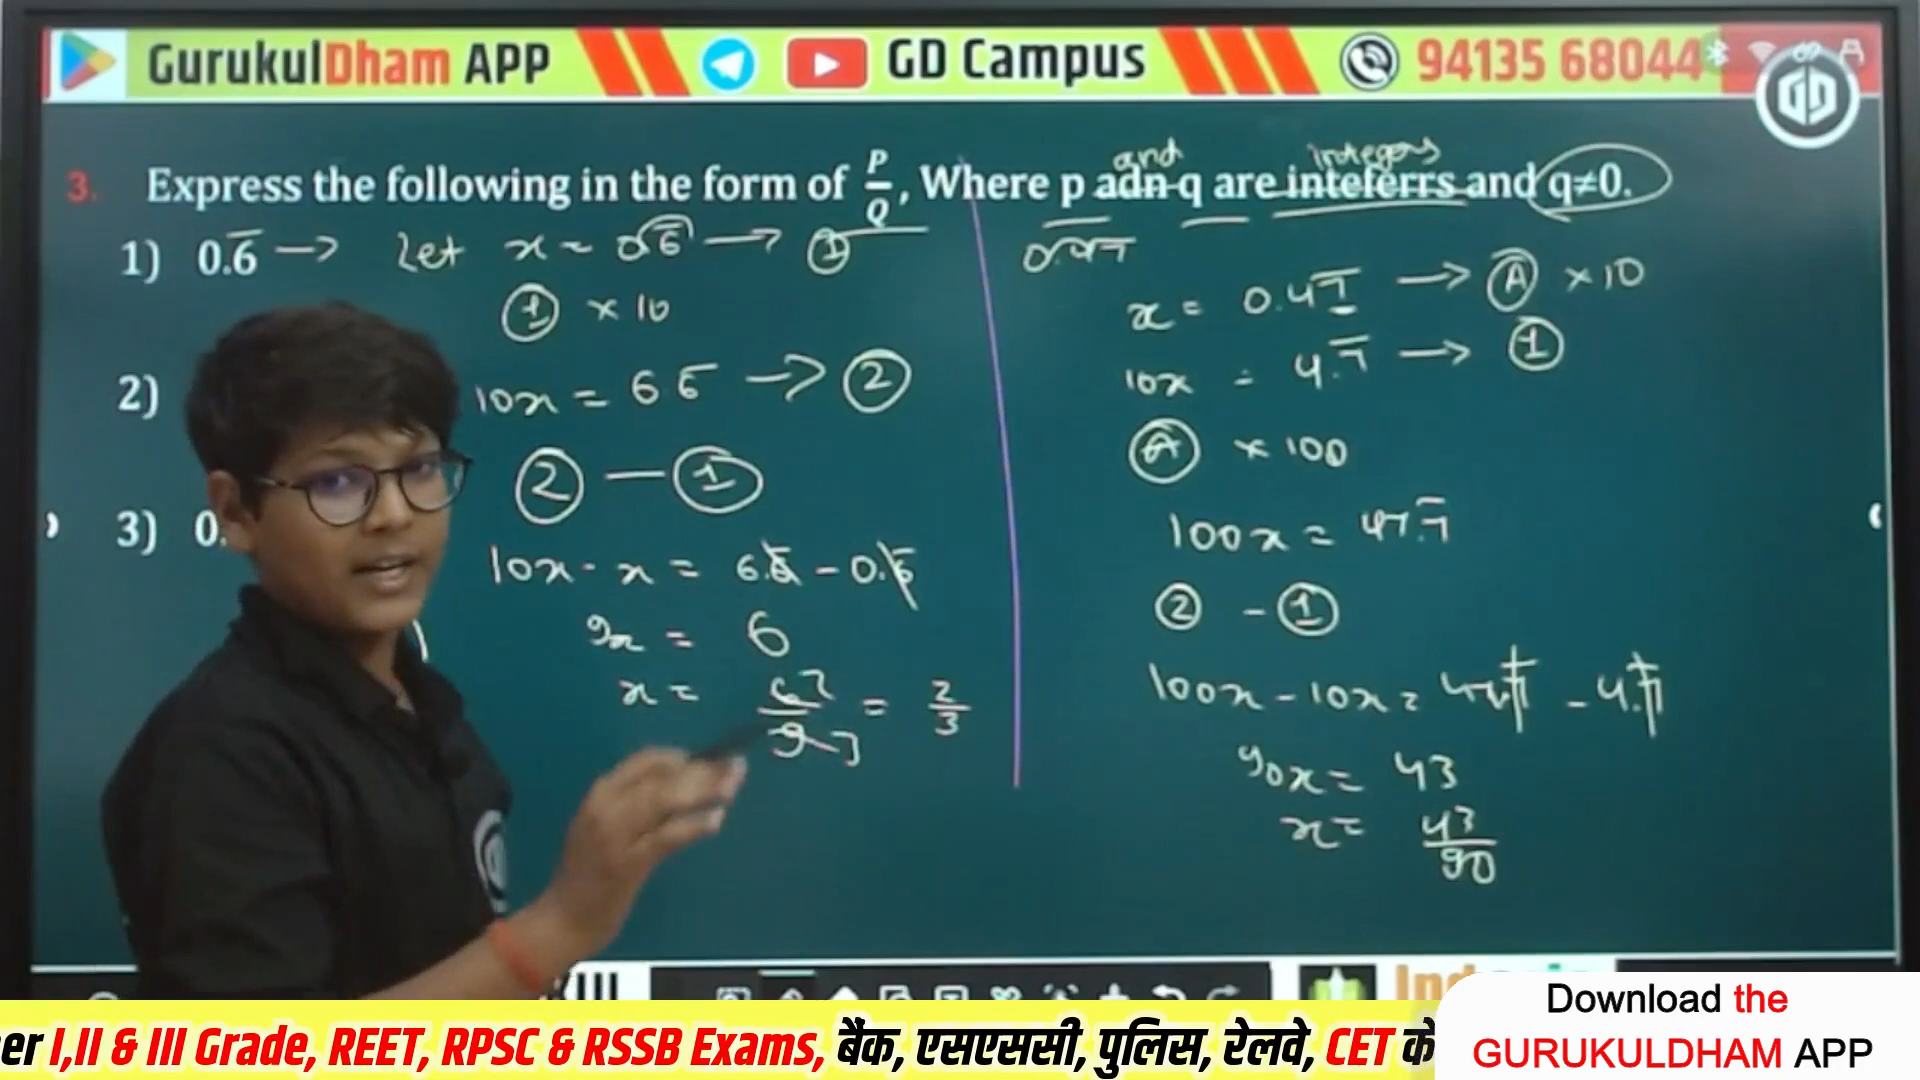 GurukulDham APP
GD Campus
94135 68044
3. Express the following in the form of P/Q, Where p adn q are inteferrs and q≠0.
and integers
1) 0.6̅ → Let x = 0.6̅ → ①
① × 10
2)
10x = 6 6̅ → ②
② − ①
3) 0.
10x - x = 6.6̅ - 0.6̅
9x = 6
x = 6 2 / 9 3 = 2/3
0.47̅
x = 0.47̅ → Ⓐ × 10
10x = 4.7̅ → ①
Ⓐ × 100
100x = 47.7̅
② - ①
100x - 10x = 47.7̅ - 4.7̅
90x = 43
x = 43/90
I,II & III Grade, REET, RPSC & RSSB Exams, बैंक, एसएससी, पुलिस, रेलवे, CET के
Download the
GURUKULDHAM APP